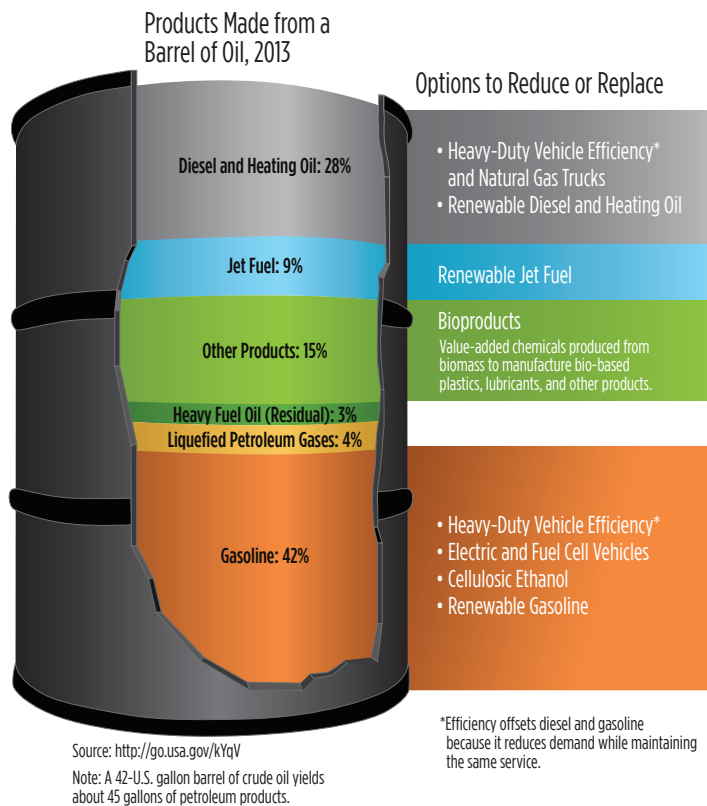 Products Made from a
Barrel of Oil, 2013
Options to Reduce or Replace
Diesel and Heating Oil: 28%
• Heavy-Duty Vehicle Efficiency*
and Natural Gas Trucks
• Renewable Diesel and Heating Oil
Jet Fuel: 9%
Renewable Jet Fuel
Other Products: 15%
Bioproducts
Value-added chemicals produced from
biomass to manufacture bio-based
plastics, lubricants, and other products.
Heavy Fuel Oil (Residual): 3%
Liquefied Petroleum Gases: 4%
Gasoline: 42%
• Heavy-Duty Vehicle Efficiency*
• Electric and Fuel Cell Vehicles
• Cellulosic Ethanol
• Renewable Gasoline
*Efficiency offsets diesel and gasoline
because it reduces demand while maintaining
the same service.
Source: http://go.usa.gov/kYqV
Note: A 42-U.S. gallon barrel of crude oil yields
about 45 gallons of petroleum products.